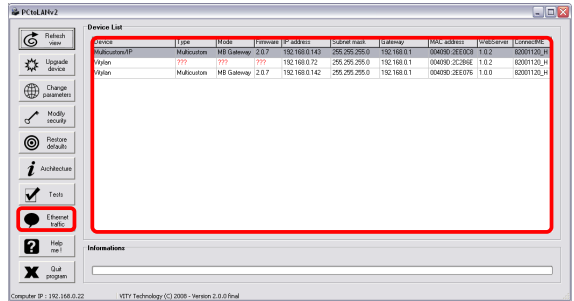 PCtoLANv2
Device List
Refresh view
Upgrade device
Change parameters
Modify security
Restore defaults
Architecture
Tests
Ethernet traffic
Help me !
Quit program
Device Type Mode Firmware IP address Subnet mask Gateway MAC address WebServer ConnectME
Multicustom/IP Multicustom MB Gateway 2.0.7 192.168.0.143 255.255.255.0 192.168.0.1 00409D:2EE0C8 1.0.2 82001120_H
Vitylan ??? ??? ??? 192.168.0.72 255.255.255.0 192.168.0.1 00409D:2C2B6E 1.0.2 82001120_H
Vitylan Multicustom MB Gateway 2.0.7 192.168.0.142 255.255.255.0 192.168.0.1 00409D:2EE076 1.0.0 82001120_H
Informations
Computer IP : 192.168.0.22 VITY Technology (C) 2008 - Version 2.0.0 final